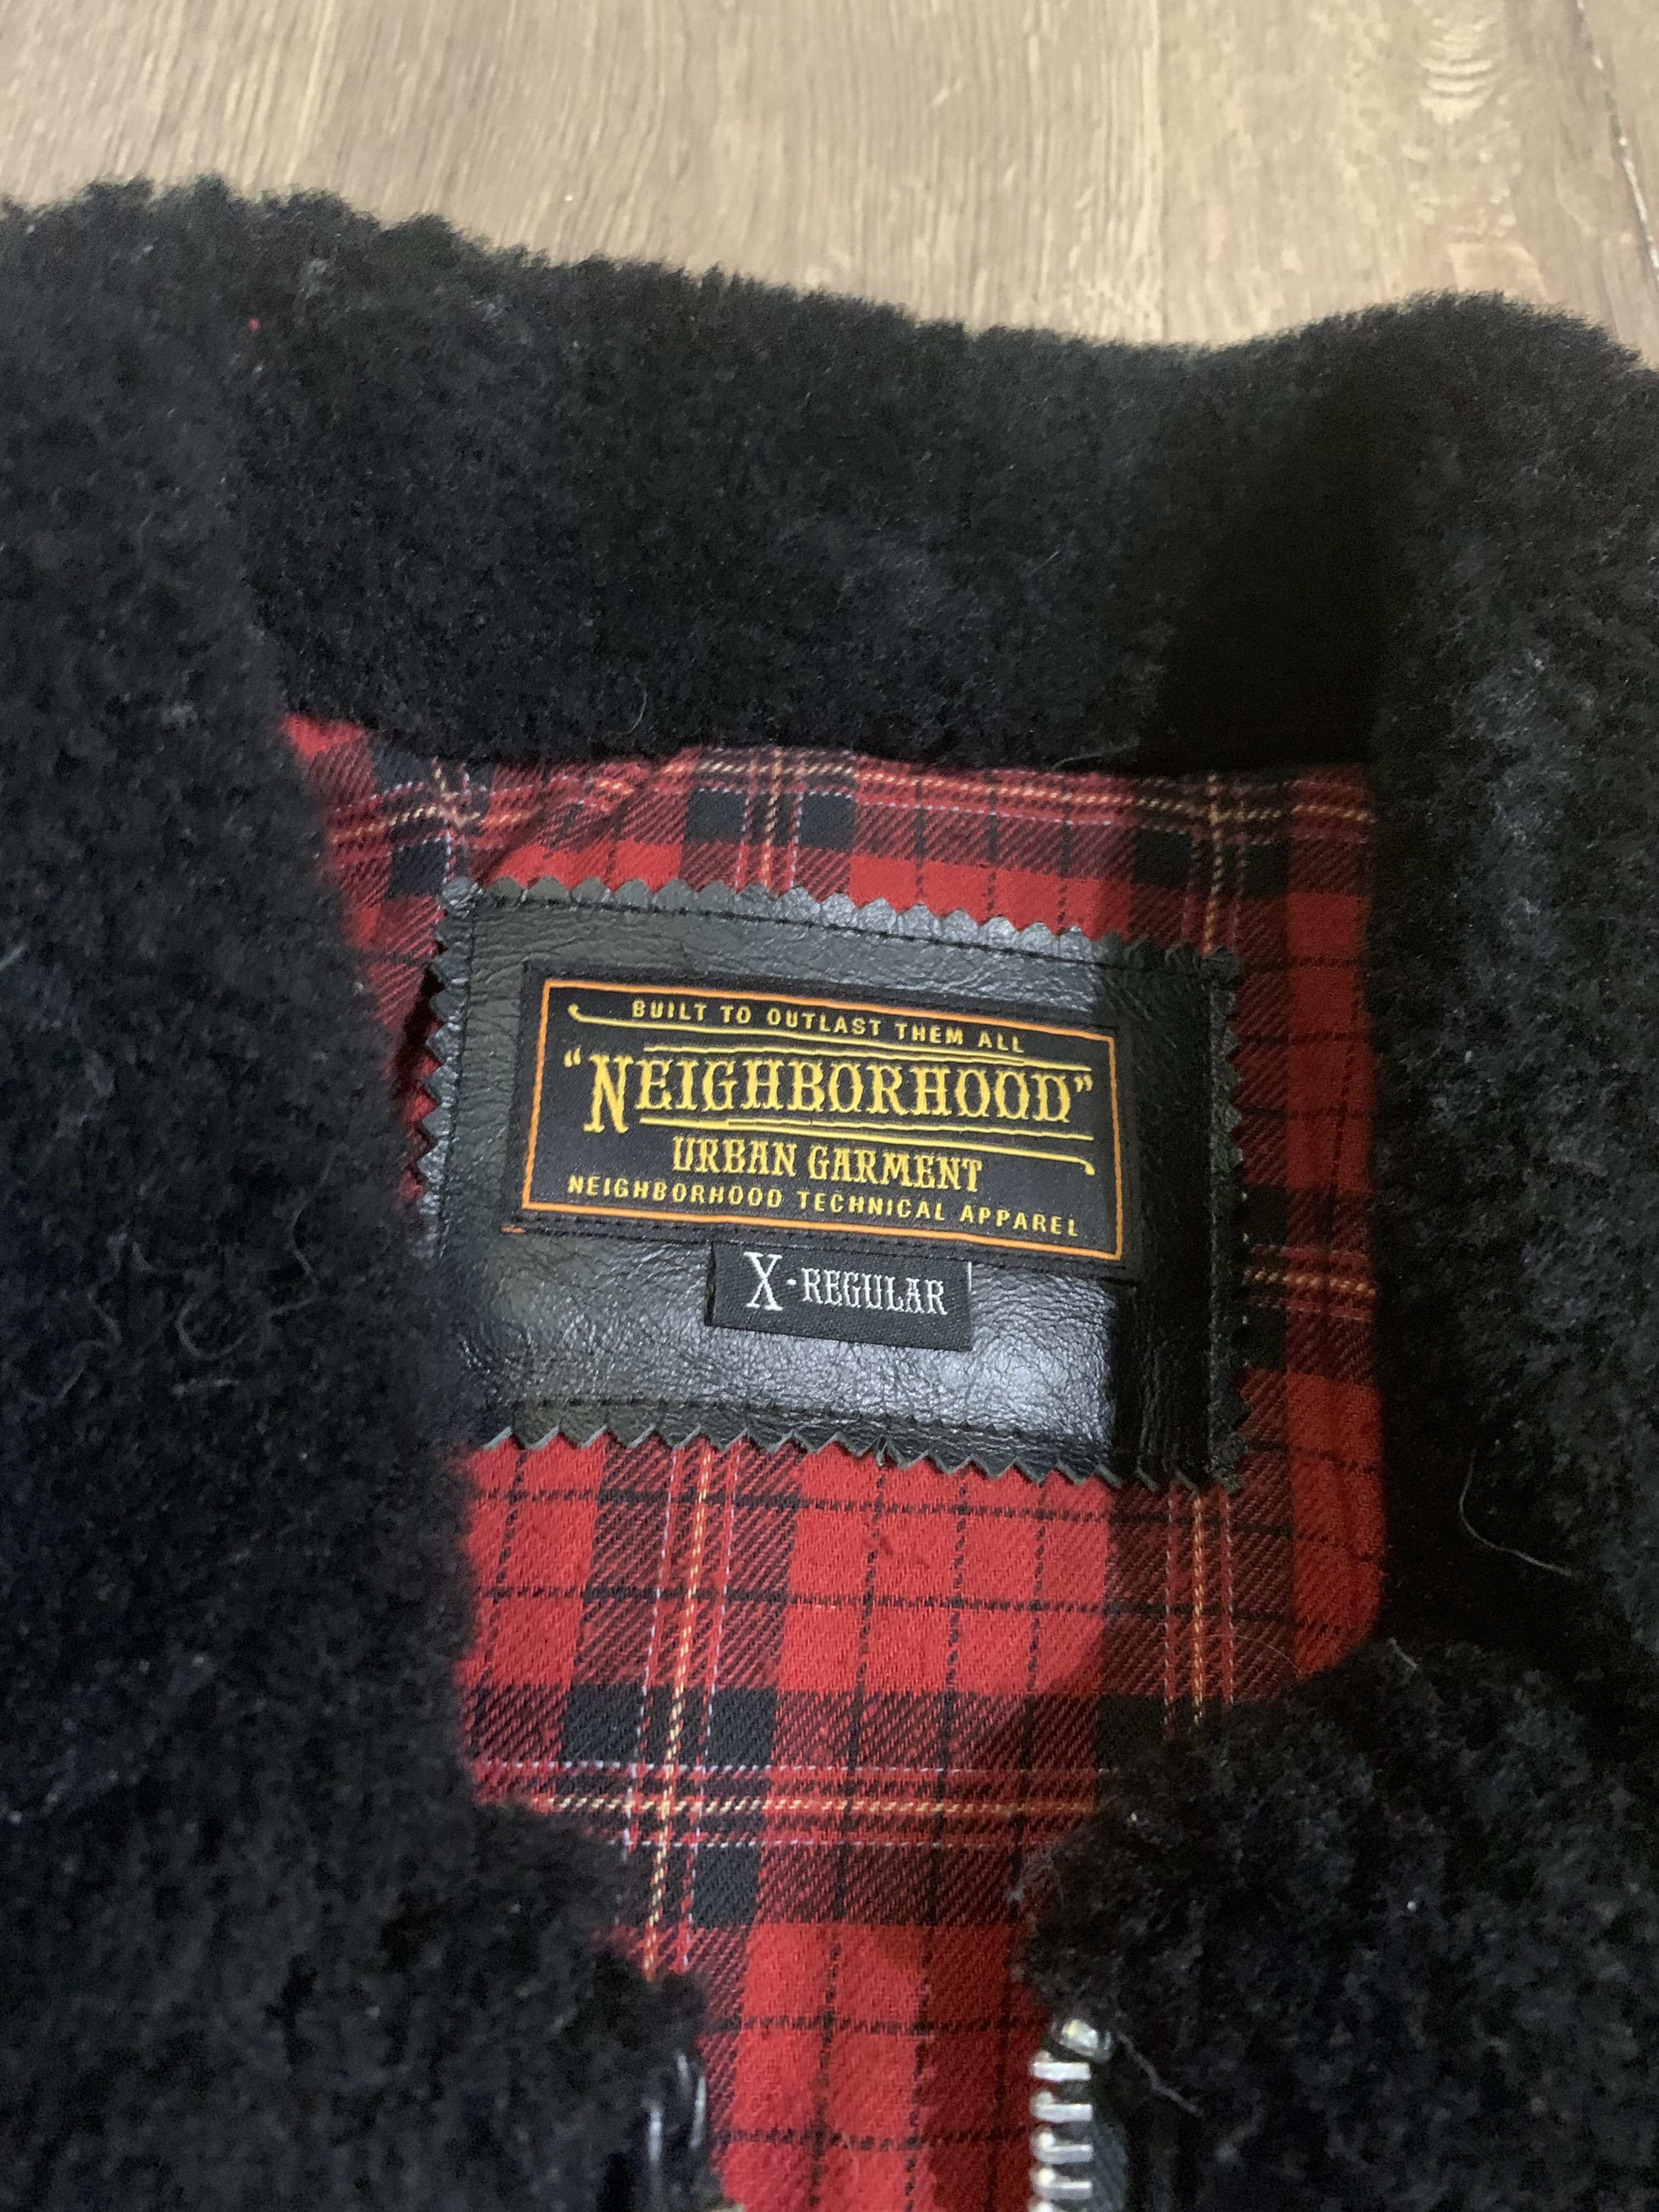 BUILT TO OUTLAST THEM ALL
“NEIGHBORHOOD”
URBAN GARMENT
NEIGHBORHOOD TECHNICAL APPAREL
X-REGULAR